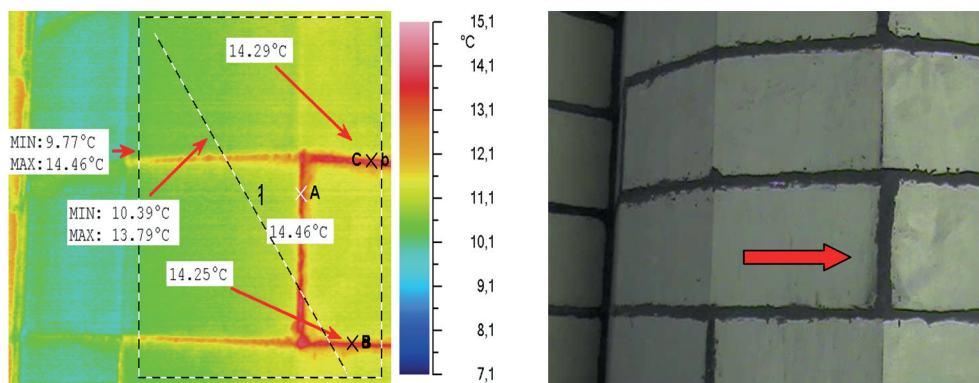 14.29°C
MIN:9.77°C
MAX:14.46°C
C b
1 A
MIN: 10.39°C
MAX: 13.79°C
14.46°C
14.25°C
B
15,1
°C
14,1
13,1
12,1
11,1
10,1
9,1
8,1
7,1